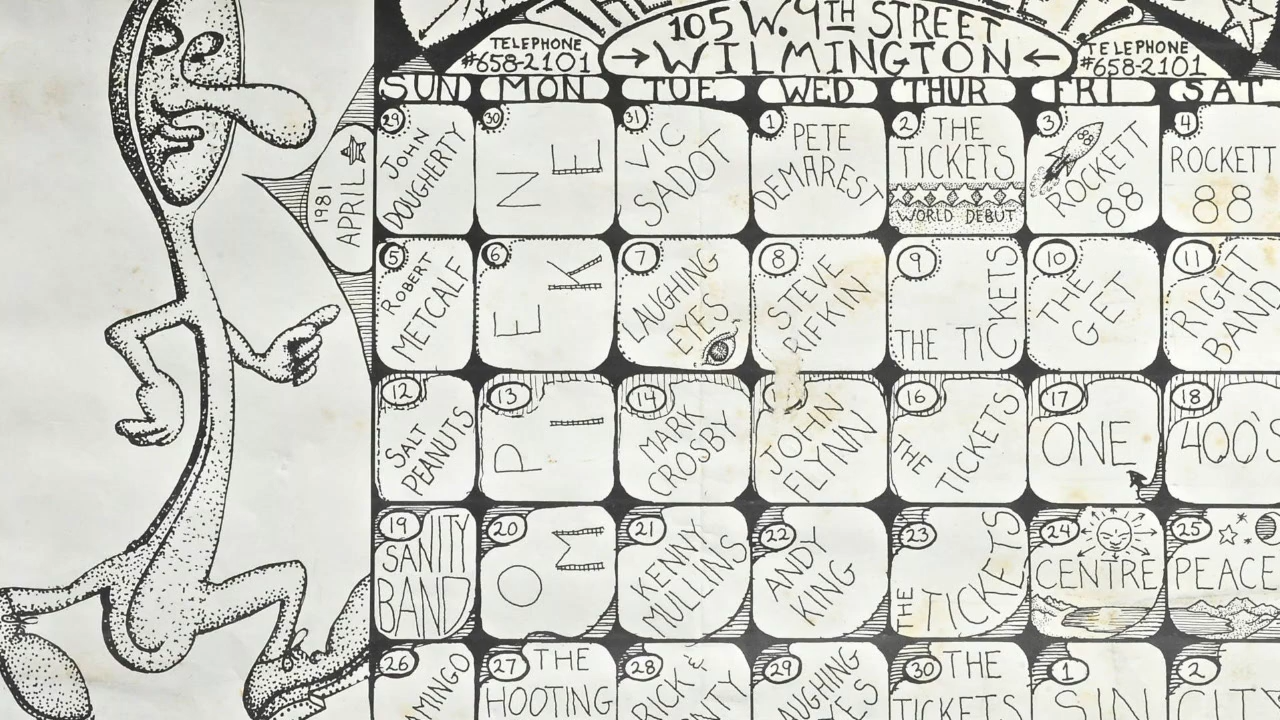 THE
105 W. 9TH STREET
→ WILMINGTON ←
TELEPHONE
#658-2101
TELEPHONE
#658-2101
1981
APRIL
SUN MON TUE WED THUR FRI SAT
29 JOHN
DOUGHERTY
30
OPEN
MIKE
31 VIC
SADOT
1 PETE
DEMAREST
2 THE
TICKETS
WORLD DEBUT
3 ROCKETT
88
4
ROCKETT
88
5 ROBERT
METCALF
6
7 LAUGHING
EYES
8 STEVE
RIFKIN
9
THE TICKETS
10 THE
GET
11 RIGHT
BAND
12 SALT
PEANUTS
13
14 MARK
CROSBY
JOHN
FLYNN
16 THE
TICKETS
17
ONE
18
400'S
19
SANITY
BAND
20
21 KENNY
MULLINS
22 ANDY
KING
23
THE TICKETS
24
CENTRE
25
PEACE
26
27 THE
HOOTING
28
&
29
30 THE
TICKETS
1
SIN
2
CITY